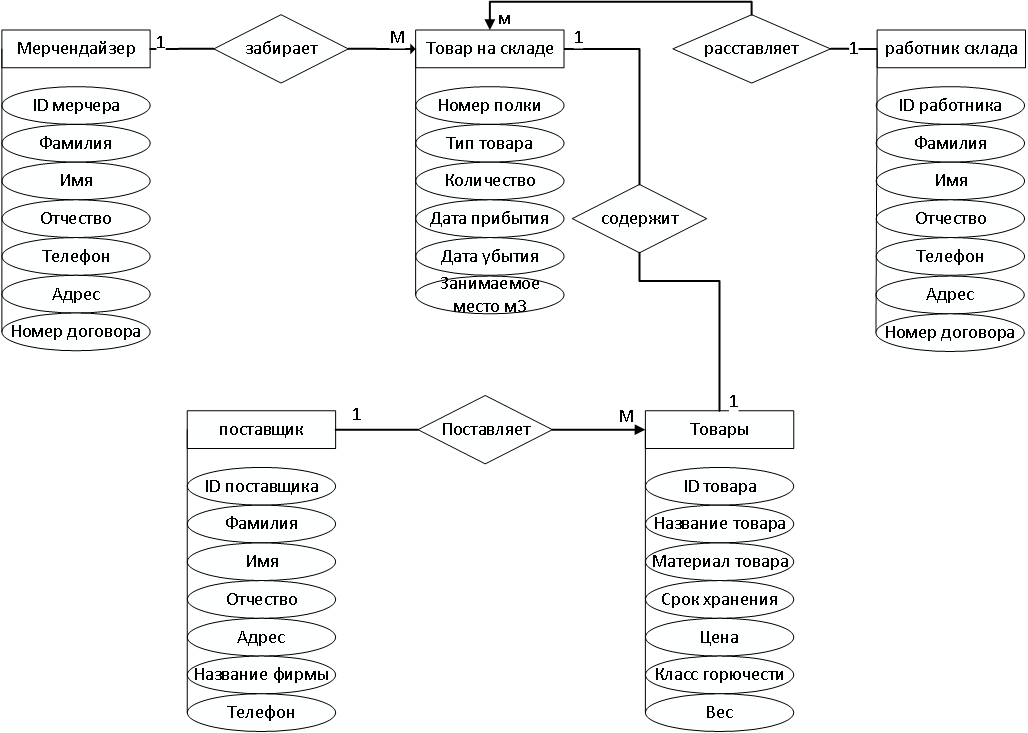 м
Мерчендайзер
1
забирает
М
Товар на складе
1
расставляет
1
работник склада
ID мерчера
Фамилия
Имя
Отчество
Телефон
Адрес
Номер договора
Номер полки
Тип товара
Количество
Дата прибытия
Дата убытия
Занимаемое
место м3
содержит
ID работника
Фамилия
Имя
Отчество
Телефон
Адрес
Номер договора
поставщик
1
Поставляет
М
1
Товары
ID поставщика
Фамилия
Имя
Отчество
Адрес
Название фирмы
Телефон
ID товара
Название товара
Материал товара
Срок хранения
Цена
Класс горючести
Вес